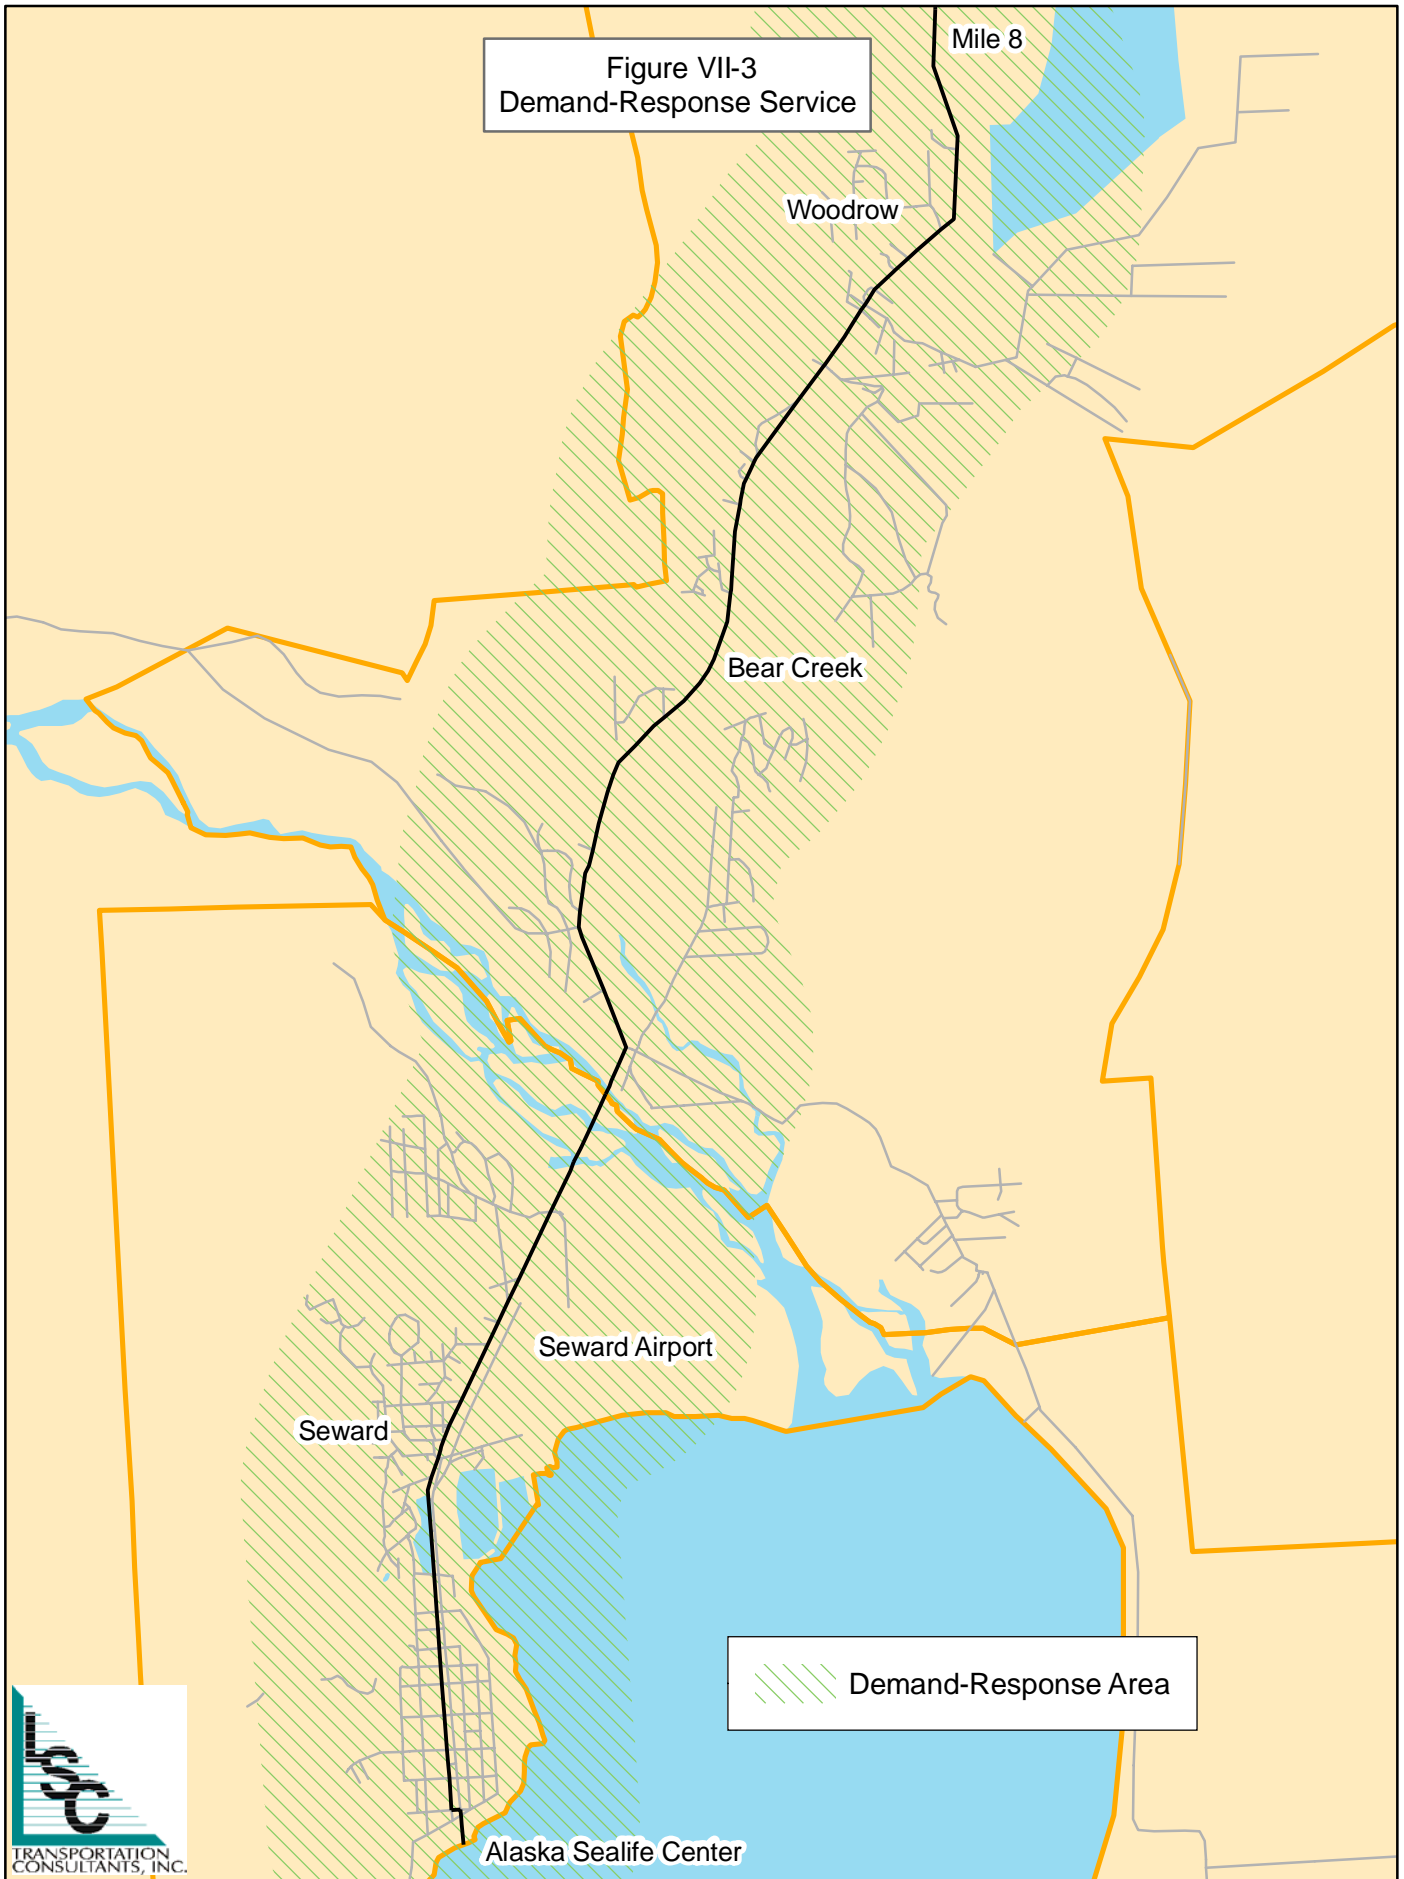 Mile 8
Figure VII-3
Demand-Response Service
Woodrow
Bear Creek
Seward Airport
Seward
Demand-Response Area
LSC
TRANSPORTATION
CONSULTANTS, INC.
Alaska Sealife Center